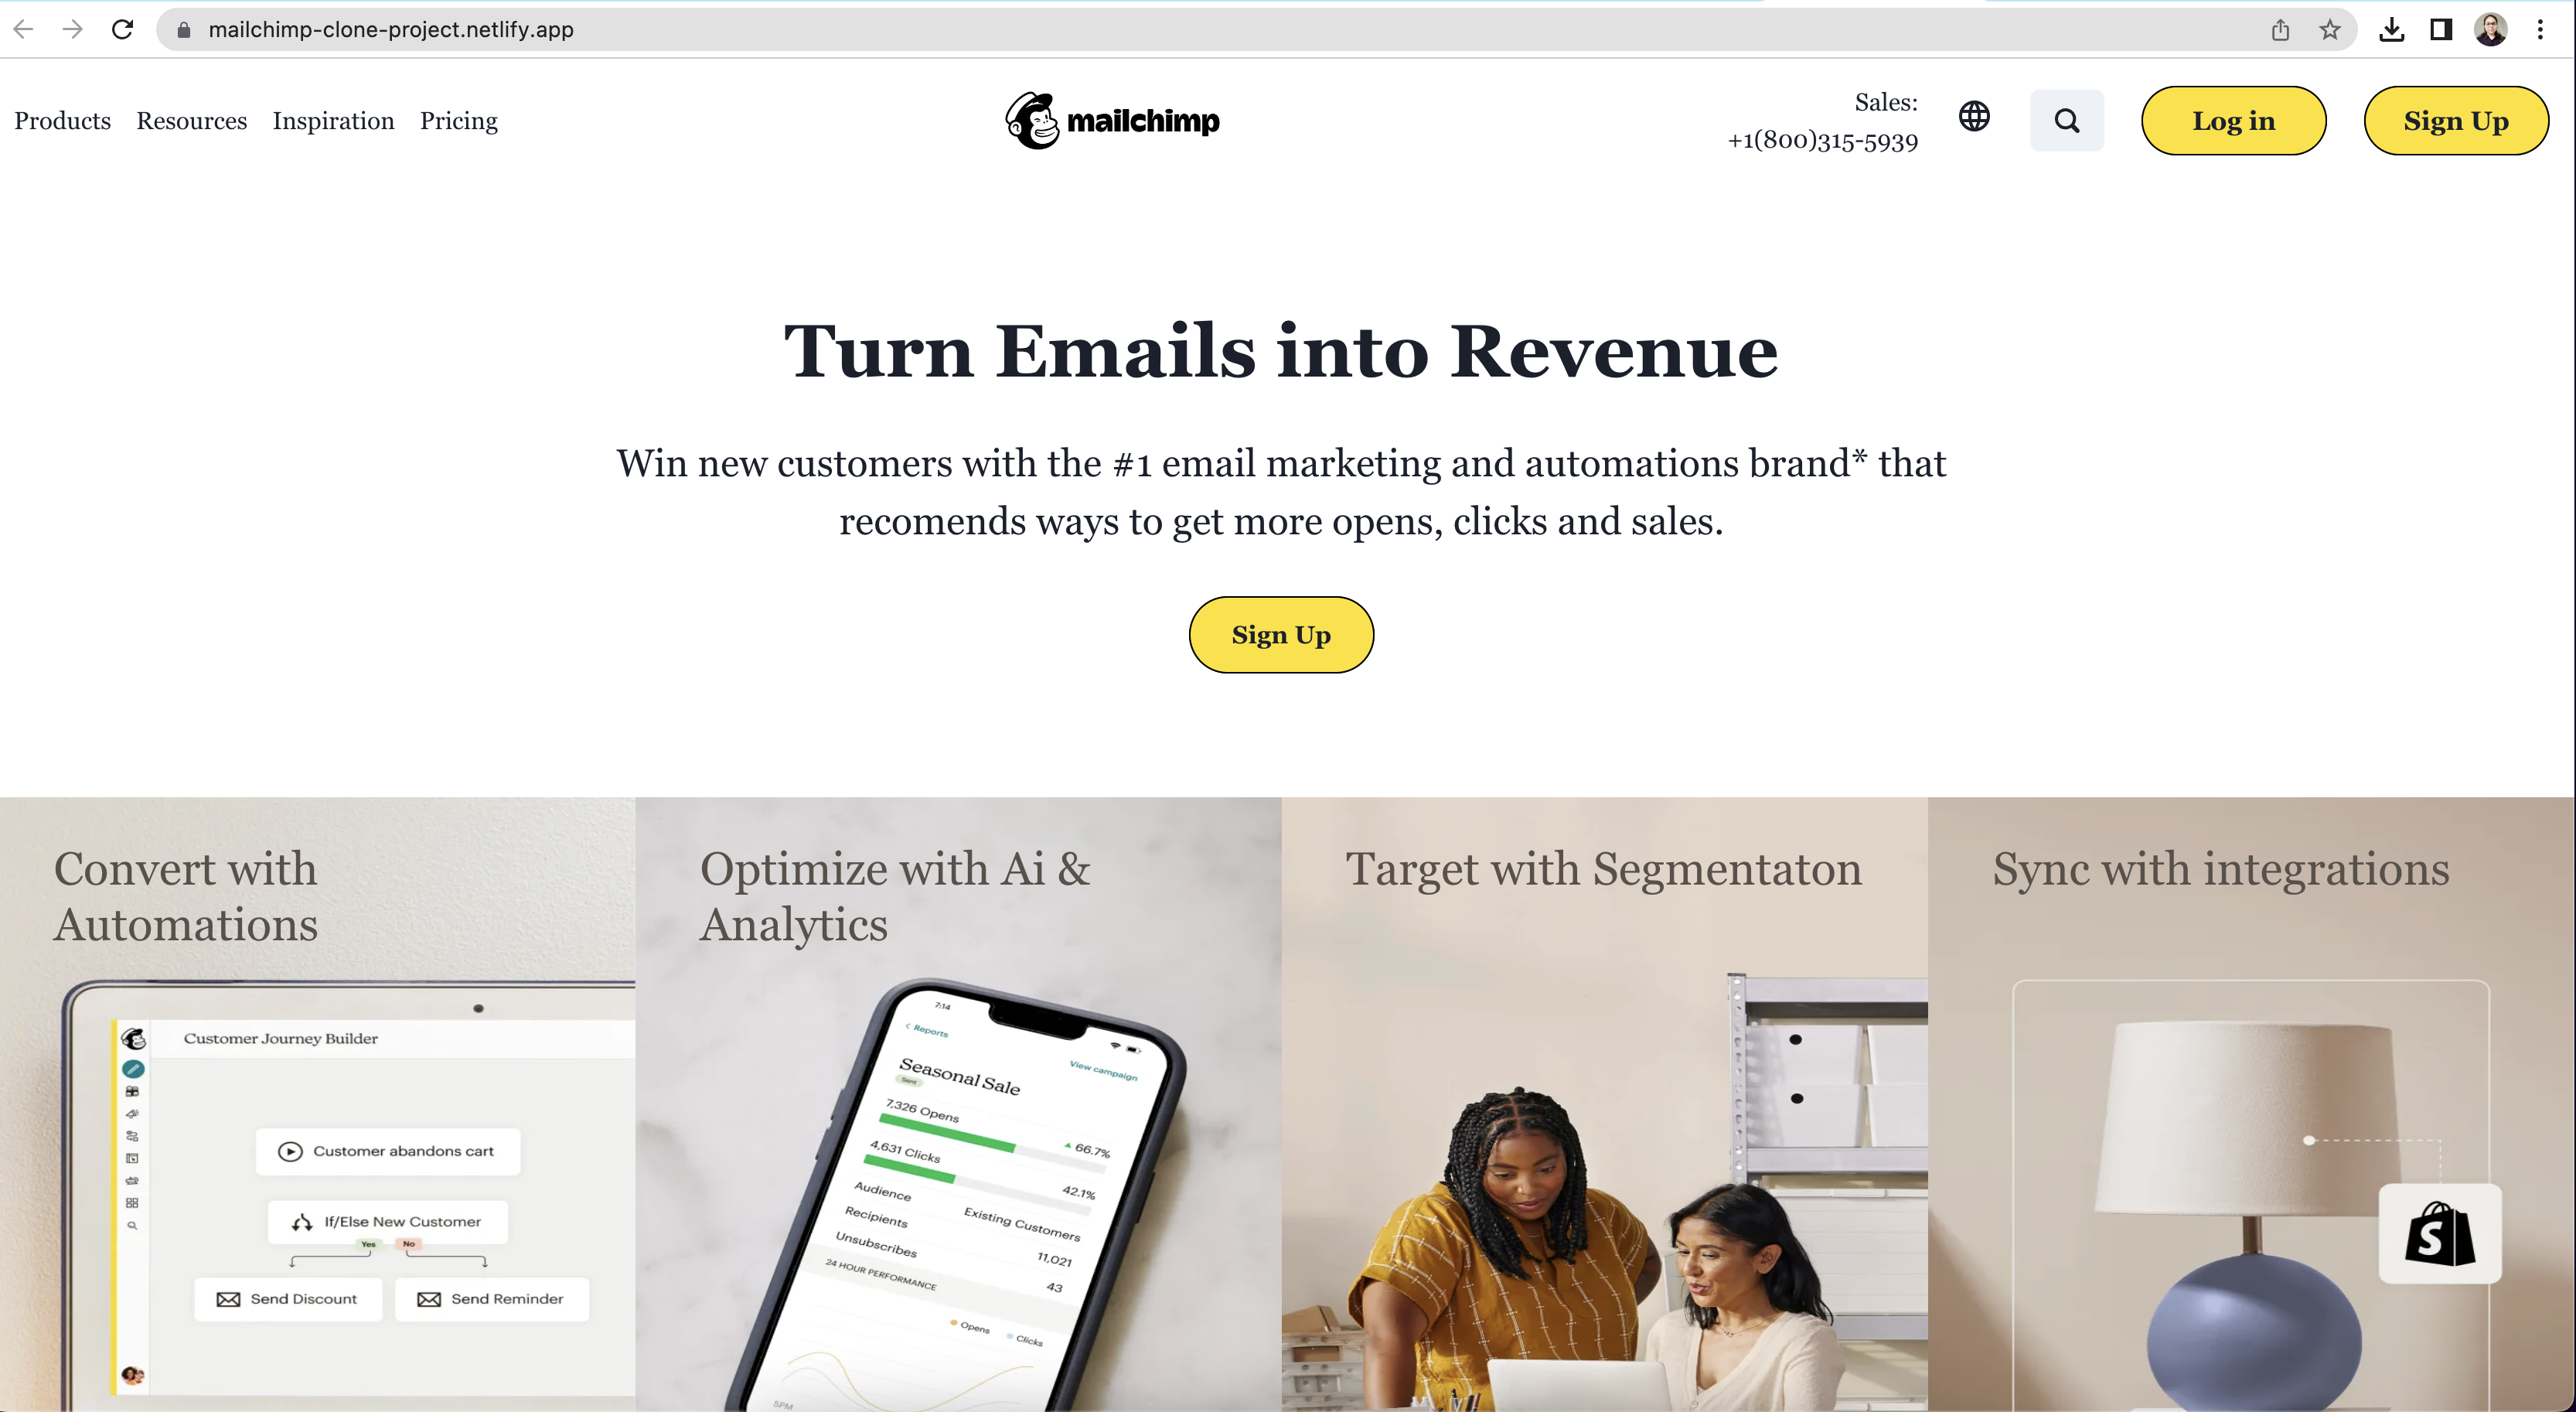 mailchimp-clone-project.netlify.app
Products Resources Inspiration Pricing
mailchimp
Sales:
+1(800)315-5939
Log in
Sign Up
Turn Emails into Revenue
Win new customers with the #1 email marketing and automations brand* that
recomends ways to get more opens, clicks and sales.
Sign Up
Convert with
Automations
Customer Journey Builder
Customer abandons cart
If/Else New Customer
Yes No
Send Discount
Send Reminder
Optimize with Ai &
Analytics
7:14
Reports
View campaign
Seasonal Sale
Sent
7,326 Opens
66.7%
4,631 Clicks
42.1%
Audience Existing Customers
Recipients 11,021
Unsubscribes 43
24 HOUR PERFORMANCE
Opens Clicks
5PM
Target with Segmentaton
Sync with integrations
S